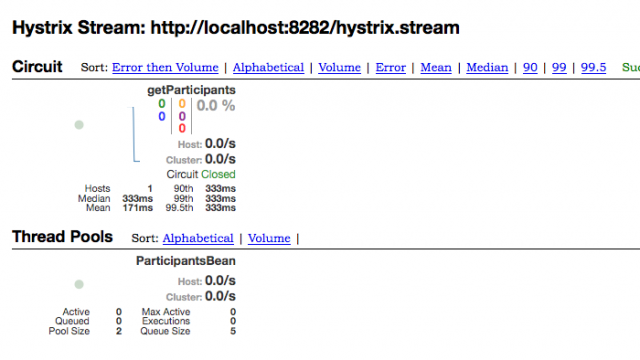 Hystrix Stream: http://localhost:8282/hystrix.stream
Circuit Sort: Error then Volume | Alphabetical | Volume | Error | Mean | Median | 90 | 99 | 99.5 Suc
getParticipants
0 0 0.0 %
0 0
0
Host: 0.0/s
Cluster: 0.0/s
Circuit Closed
Hosts 1 90th 333ms
Median 333ms 99th 333ms
Mean 171ms 99.5th 333ms
Thread Pools Sort: Alphabetical | Volume |
ParticipantsBean
Host: 0.0/s
Cluster: 0.0/s
Active 0 Max Active 0
Queued 0 Executions 0
Pool Size 2 Queue Size 5